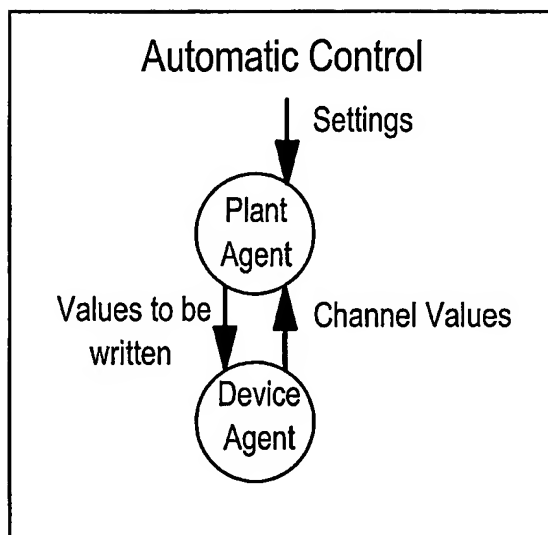 Automatic Control
Settings
Plant
Agent
Values to be
written
Channel Values
Device
Agent